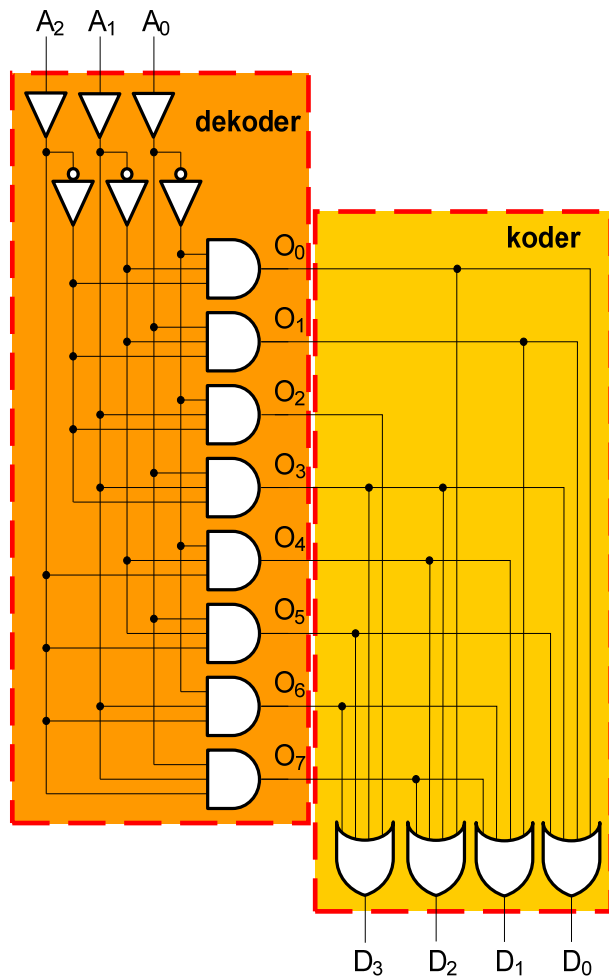 A₂ A₁ A₀
dekoder
koder
O₀
O₁
O₂
O₃
O₄
O₅
O₆
O₇
D₃ D₂ D₁ D₀